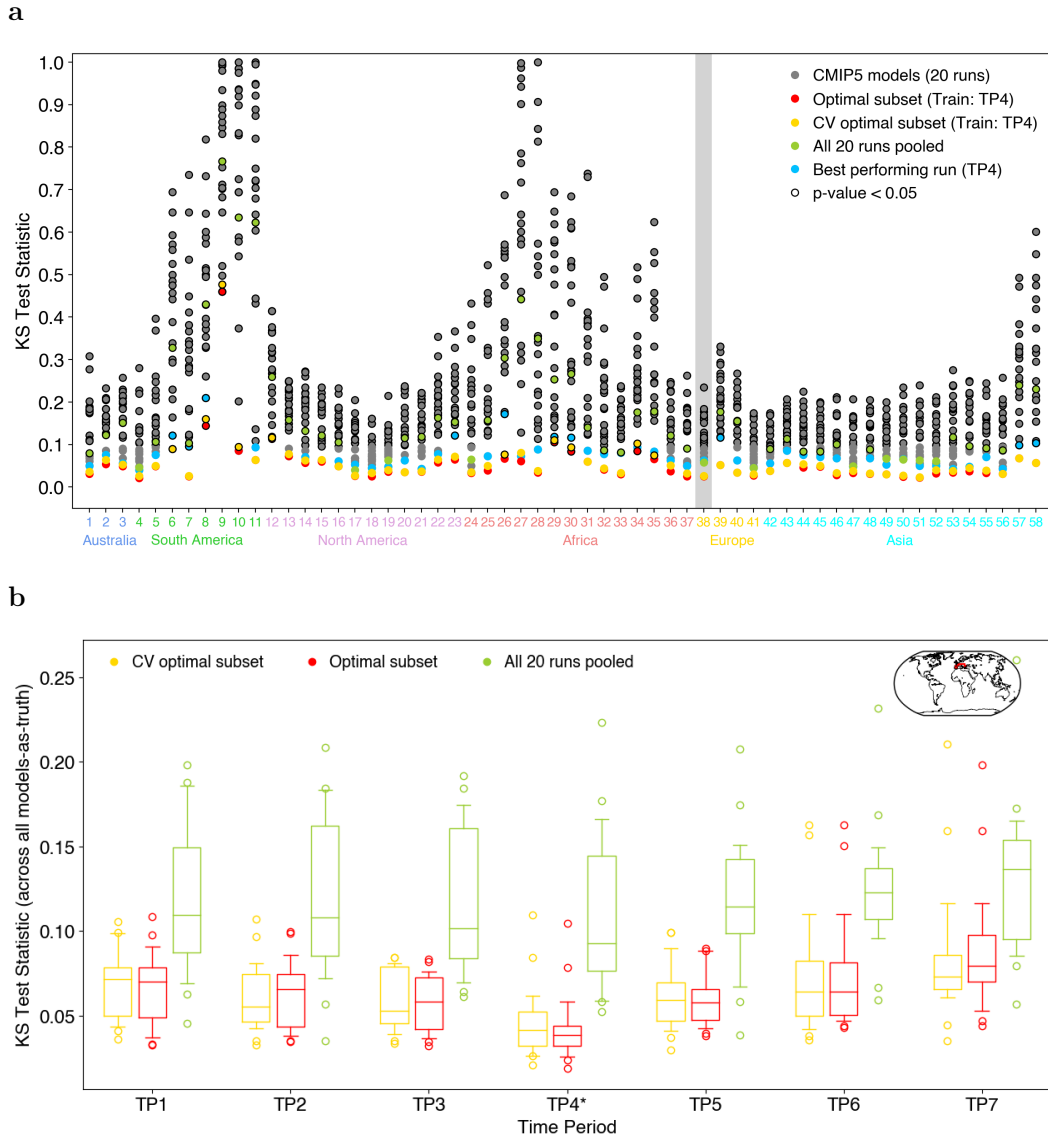 a
KS Test Statistic
1.0
0.9
0.8
0.7
0.6
0.5
0.4
0.3
0.2
0.1
0.0
CMIP5 models (20 runs)
Optimal subset (Train: TP4)
CV optimal subset (Train: TP4)
All 20 runs pooled
Best performing run (TP4)
p-value < 0.05
1 2 3 4 5 6 7 8 9 10 11 12 13 14 15 16 17 18 19 20 21 22 23 24 25 26 27 28 29 30 31 32 33 34 35 36 37 38 39 40 41 42 43 44 45 46 47 48 49 50 51 52 53 54 55 56 57 58
Australia South America North America Africa Europe Asia
b
KS Test Statistic (across all models-as-truth)
CV optimal subset Optimal subset All 20 runs pooled
0.25
0.20
0.15
0.10
0.05
TP1 TP2 TP3 TP4* TP5 TP6 TP7
Time Period